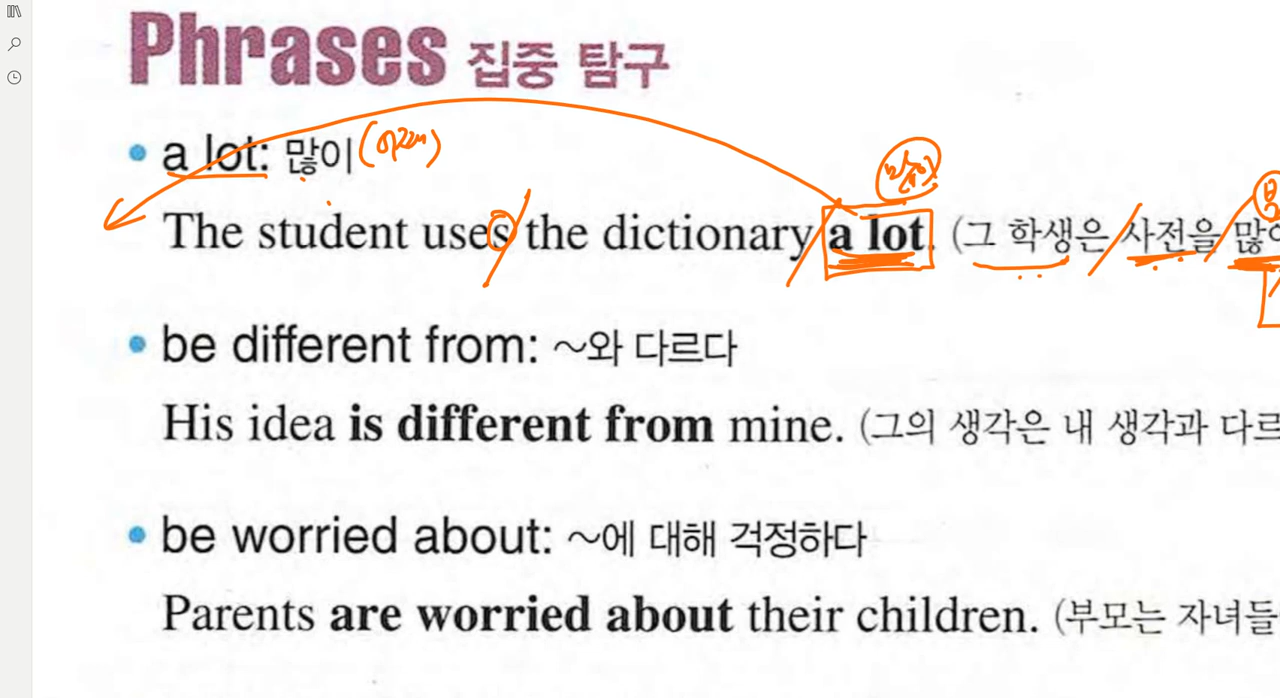 Phrases 집중 탐구
• a lot: 많이
The student uses the dictionary a lot. (그 학생은 사전을 많이
• be different from: ~와 다르다
His idea is different from mine. (그의 생각은 내 생각과 다르
• be worried about: ~에 대해 걱정하다
Parents are worried about their children. (부모는 자녀들